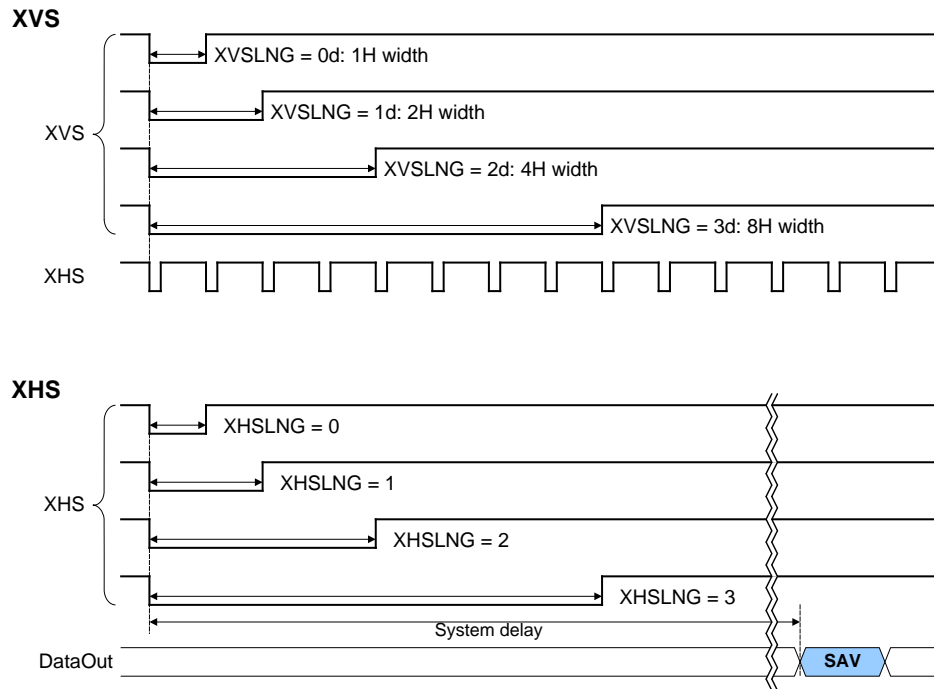 XVS
XVSLNG = 0d: 1H width
XVSLNG = 1d: 2H width
XVS
XVSLNG = 2d: 4H width
XVSLNG = 3d: 8H width
XHS
XHS
XHSLNG = 0
XHSLNG = 1
XHS
XHSLNG = 2
XHSLNG = 3
System delay
DataOut
SAV